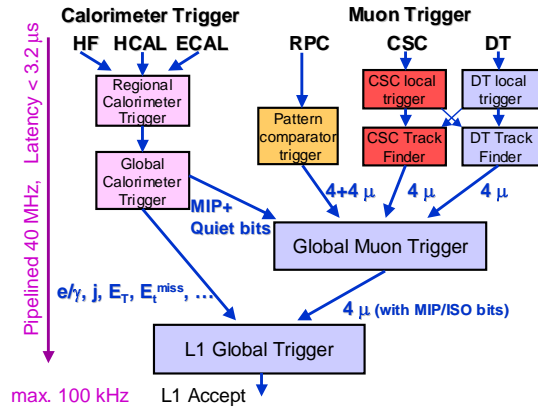 Calorimeter Trigger
Muon Trigger
HF HCAL ECAL
RPC
CSC
DT
Regional
Calorimeter
Trigger
Global
Calorimeter
Trigger
Pattern
comparator
trigger
CSC local
trigger
DT local
trigger
CSC Track
Finder
DT Track
Finder
MIP+
Quiet bits
4+4 μ
4 μ
4 μ
Global Muon Trigger
e/γ, j, E_T, E_t^miss, …
4 μ (with MIP/ISO bits)
L1 Global Trigger
max. 100 kHz
L1 Accept
Pipelined 40 MHz, Latency < 3.2 μs